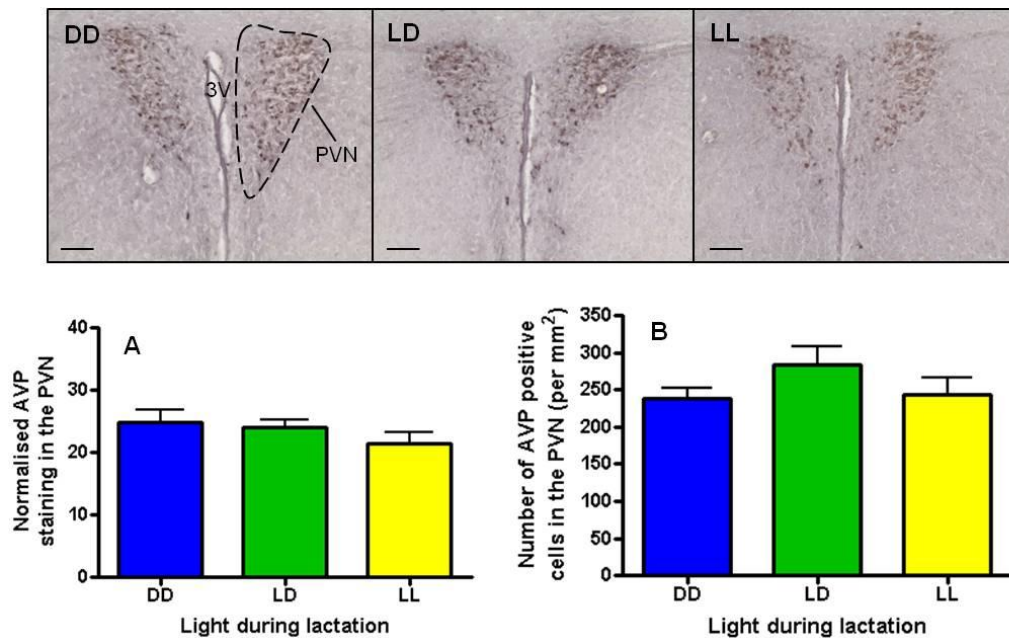 DD
LD
LL
3V
PVN
A
Normalised AVP
staining in the PVN
40
30
20
10
0
DD
LD
LL
Light during lactation
B
Number of AVP positive
cells in the PVN (per mm²)
350
300
250
200
150
100
50
0
DD
LD
LL
Light during lactation